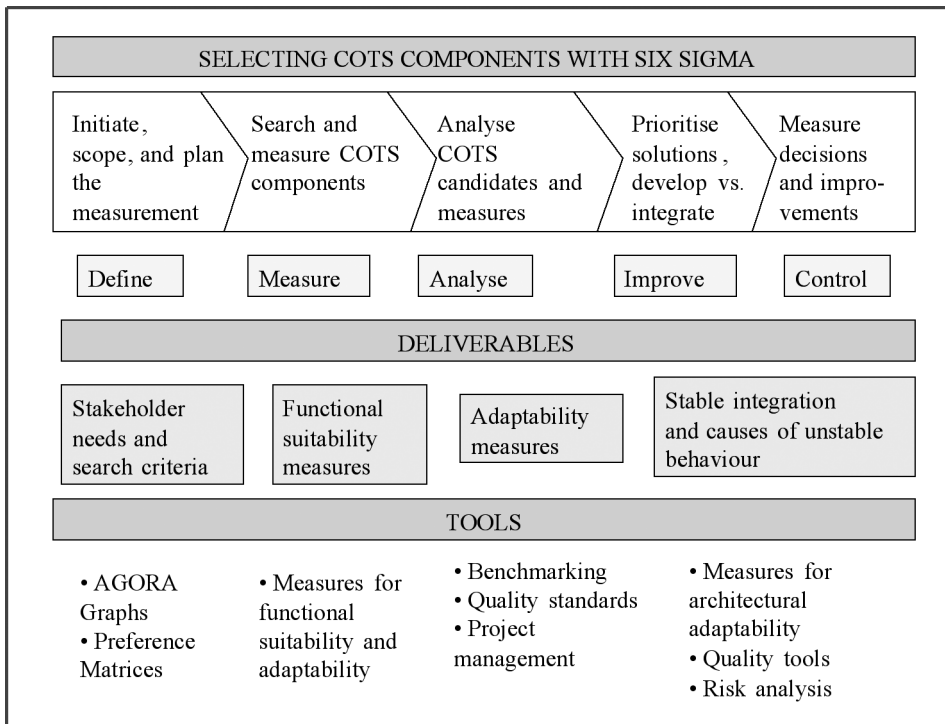 SELECTING COTS COMPONENTS WITH SIX SIGMA
Initiate,
scope, and plan
the
measurement
Search and
measure COTS
components
Analyse
COTS
candidates and
measures
Prioritise
solutions,
develop vs.
integrate
Measure
decisions
and impro-
vements
Define
Measure
Analyse
Improve
Control
DELIVERABLES
Stakeholder
needs and
search criteria
Functional
suitability
measures
Adaptability
measures
Stable integration
and causes of unstable
behaviour
TOOLS
• AGORA
Graphs
• Preference
Matrices
• Measures for
functional
suitability and
adaptability
• Benchmarking
• Quality standards
• Project
management
• Measures for
architectural
adaptability
• Quality tools
• Risk analysis